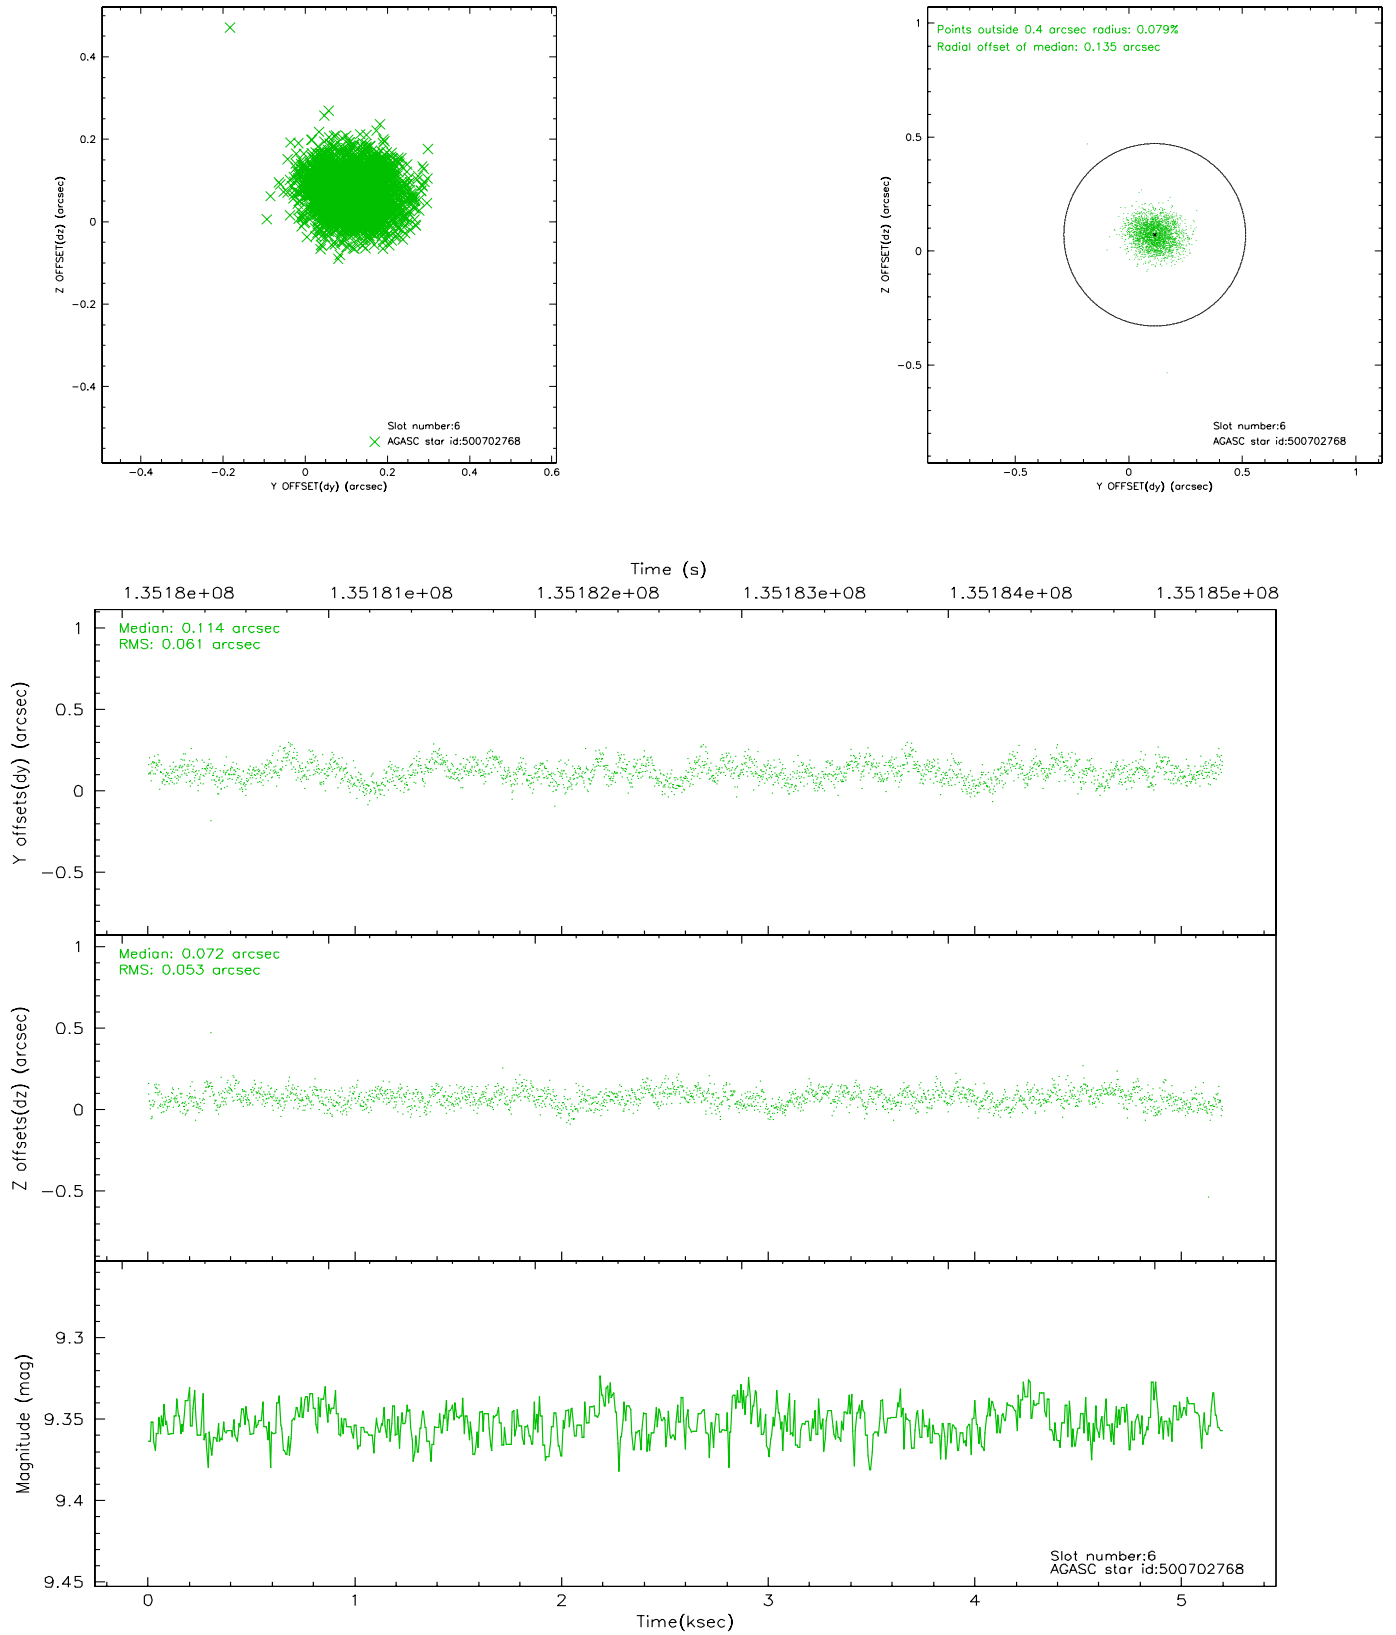 0.4
0.2
0
−0.2
−0.4
Z OFFSET(dz) (arcsec)
Slot number:6
AGASC star id:500702768
−0.4 −0.2 0 0.2 0.4 0.6
Y OFFSET(dy) (arcsec)
Points outside 0.4 arcsec radius: 0.079%
Radial offset of median: 0.135 arcsec
1
0.5
0
−0.5
Z OFFSET(dz) (arcsec)
Slot number:6
AGASC star id:500702768
−0.5 0 0.5 1
Y OFFSET(dy) (arcsec)
Time (s)
1.3518e+08 1.35181e+08 1.35182e+08 1.35183e+08 1.35184e+08 1.35185e+08
Median: 0.114 arcsec
RMS: 0.061 arcsec
1
0.5
0
−0.5
Y offsets(dy) (arcsec)
Median: 0.072 arcsec
RMS: 0.053 arcsec
1
0.5
0
−0.5
Z offsets(dz) (arcsec)
9.3
9.35
9.4
9.45
Magnitude (mag)
Slot number:6
AGASC star id:500702768
0 1 2 3 4 5
Time(ksec)